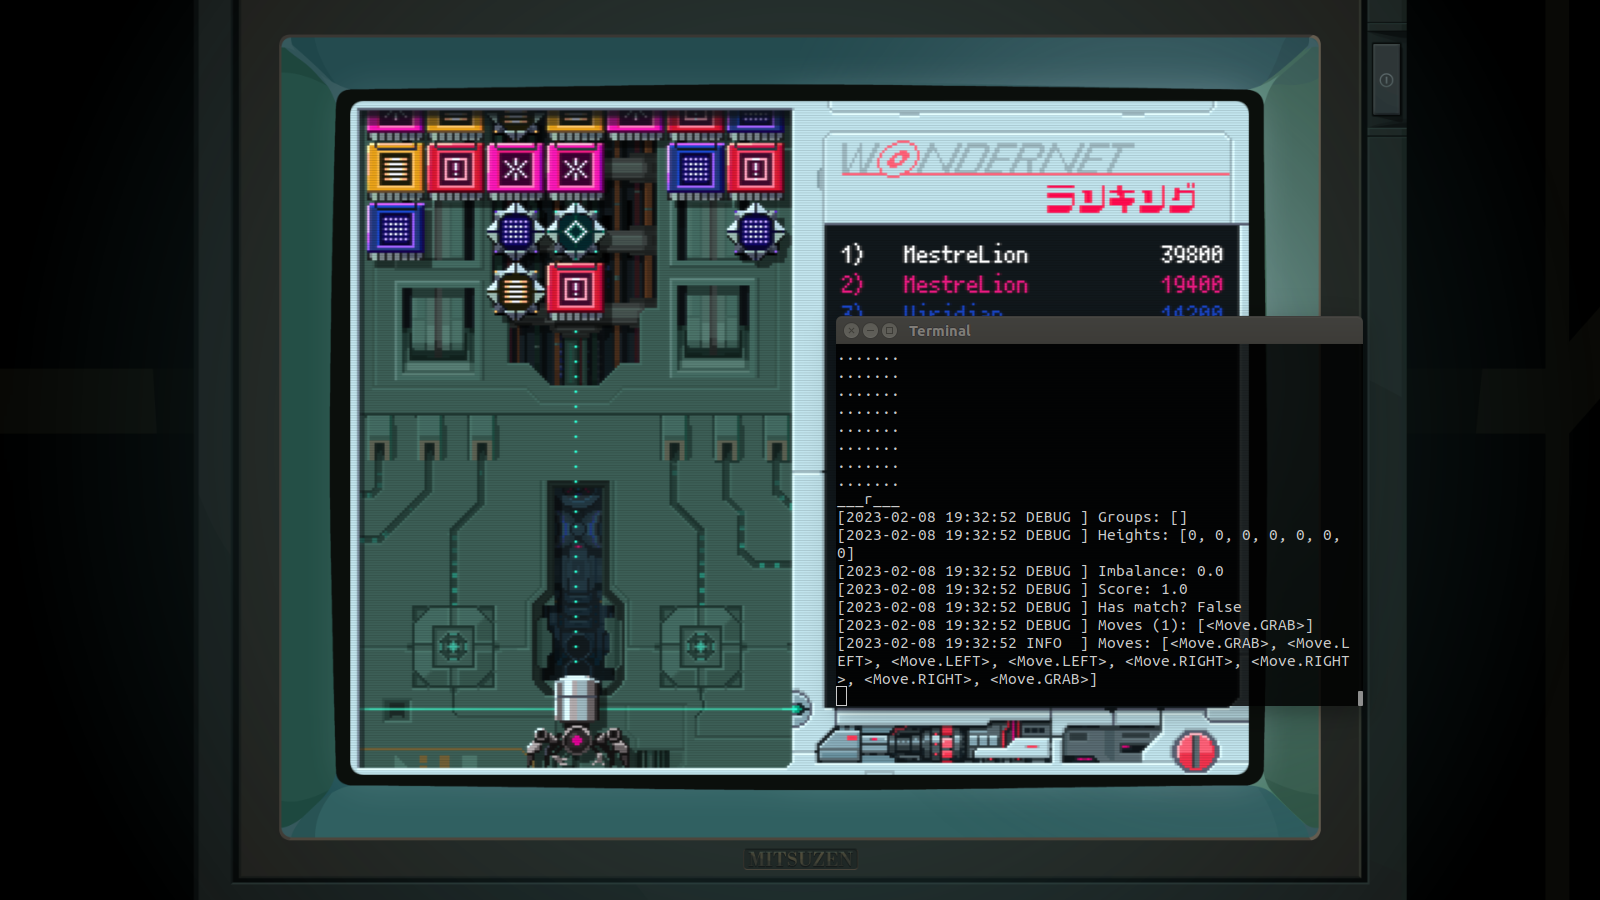 WONDERNET
ランキング
1) MestreLion 39800
2) MestreLion 19400
3) Viridian 14200
Terminal
.......
.......
.......
.......
.......
.......
.......
.......
___r___
[2023-02-08 19:32:52 DEBUG ] Groups: []
[2023-02-08 19:32:52 DEBUG ] Heights: [0, 0, 0, 0, 0, 0,
0]
[2023-02-08 19:32:52 DEBUG ] Imbalance: 0.0
[2023-02-08 19:32:52 DEBUG ] Score: 1.0
[2023-02-08 19:32:52 DEBUG ] Has match? False
[2023-02-08 19:32:52 DEBUG ] Moves (1): [<Move.GRAB>]
[2023-02-08 19:32:52 INFO  ] Moves: [<Move.GRAB>, <Move.L
EFT>, <Move.LEFT>, <Move.LEFT>, <Move.RIGHT>, <Move.RIGHT
>, <Move.RIGHT>, <Move.GRAB>]
MITSUZEN